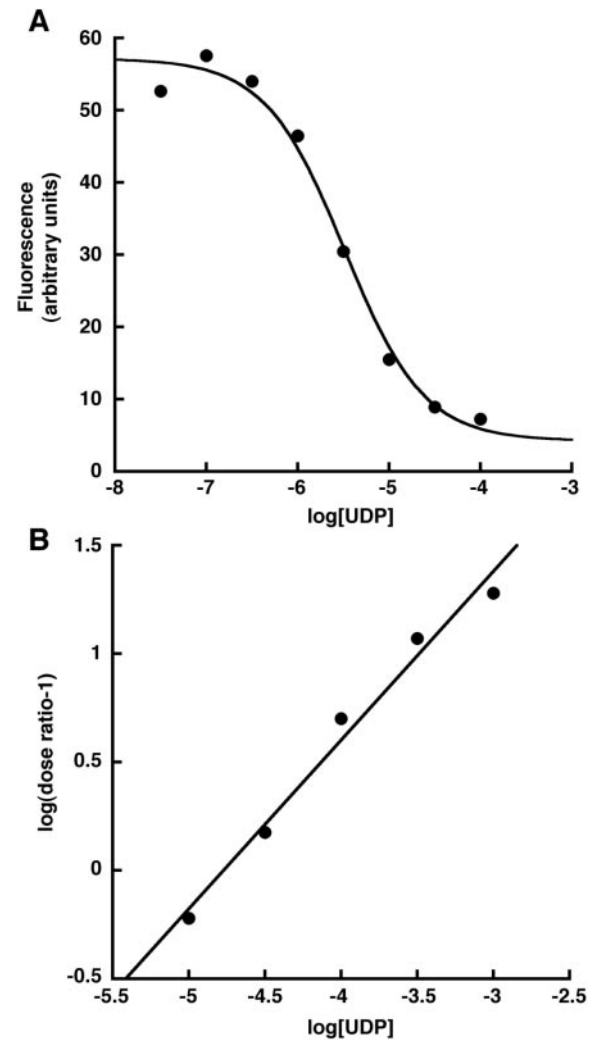 A
60
50
40
30
20
10
0
Fluorescence
(arbitrary units)
-8 -7 -6 -5 -4 -3
log[UDP]
B
1.5
1
0.5
0
-0.5
log(dose ratio-1)
-5.5 -5 -4.5 -4 -3.5 -3 -2.5
log[UDP]